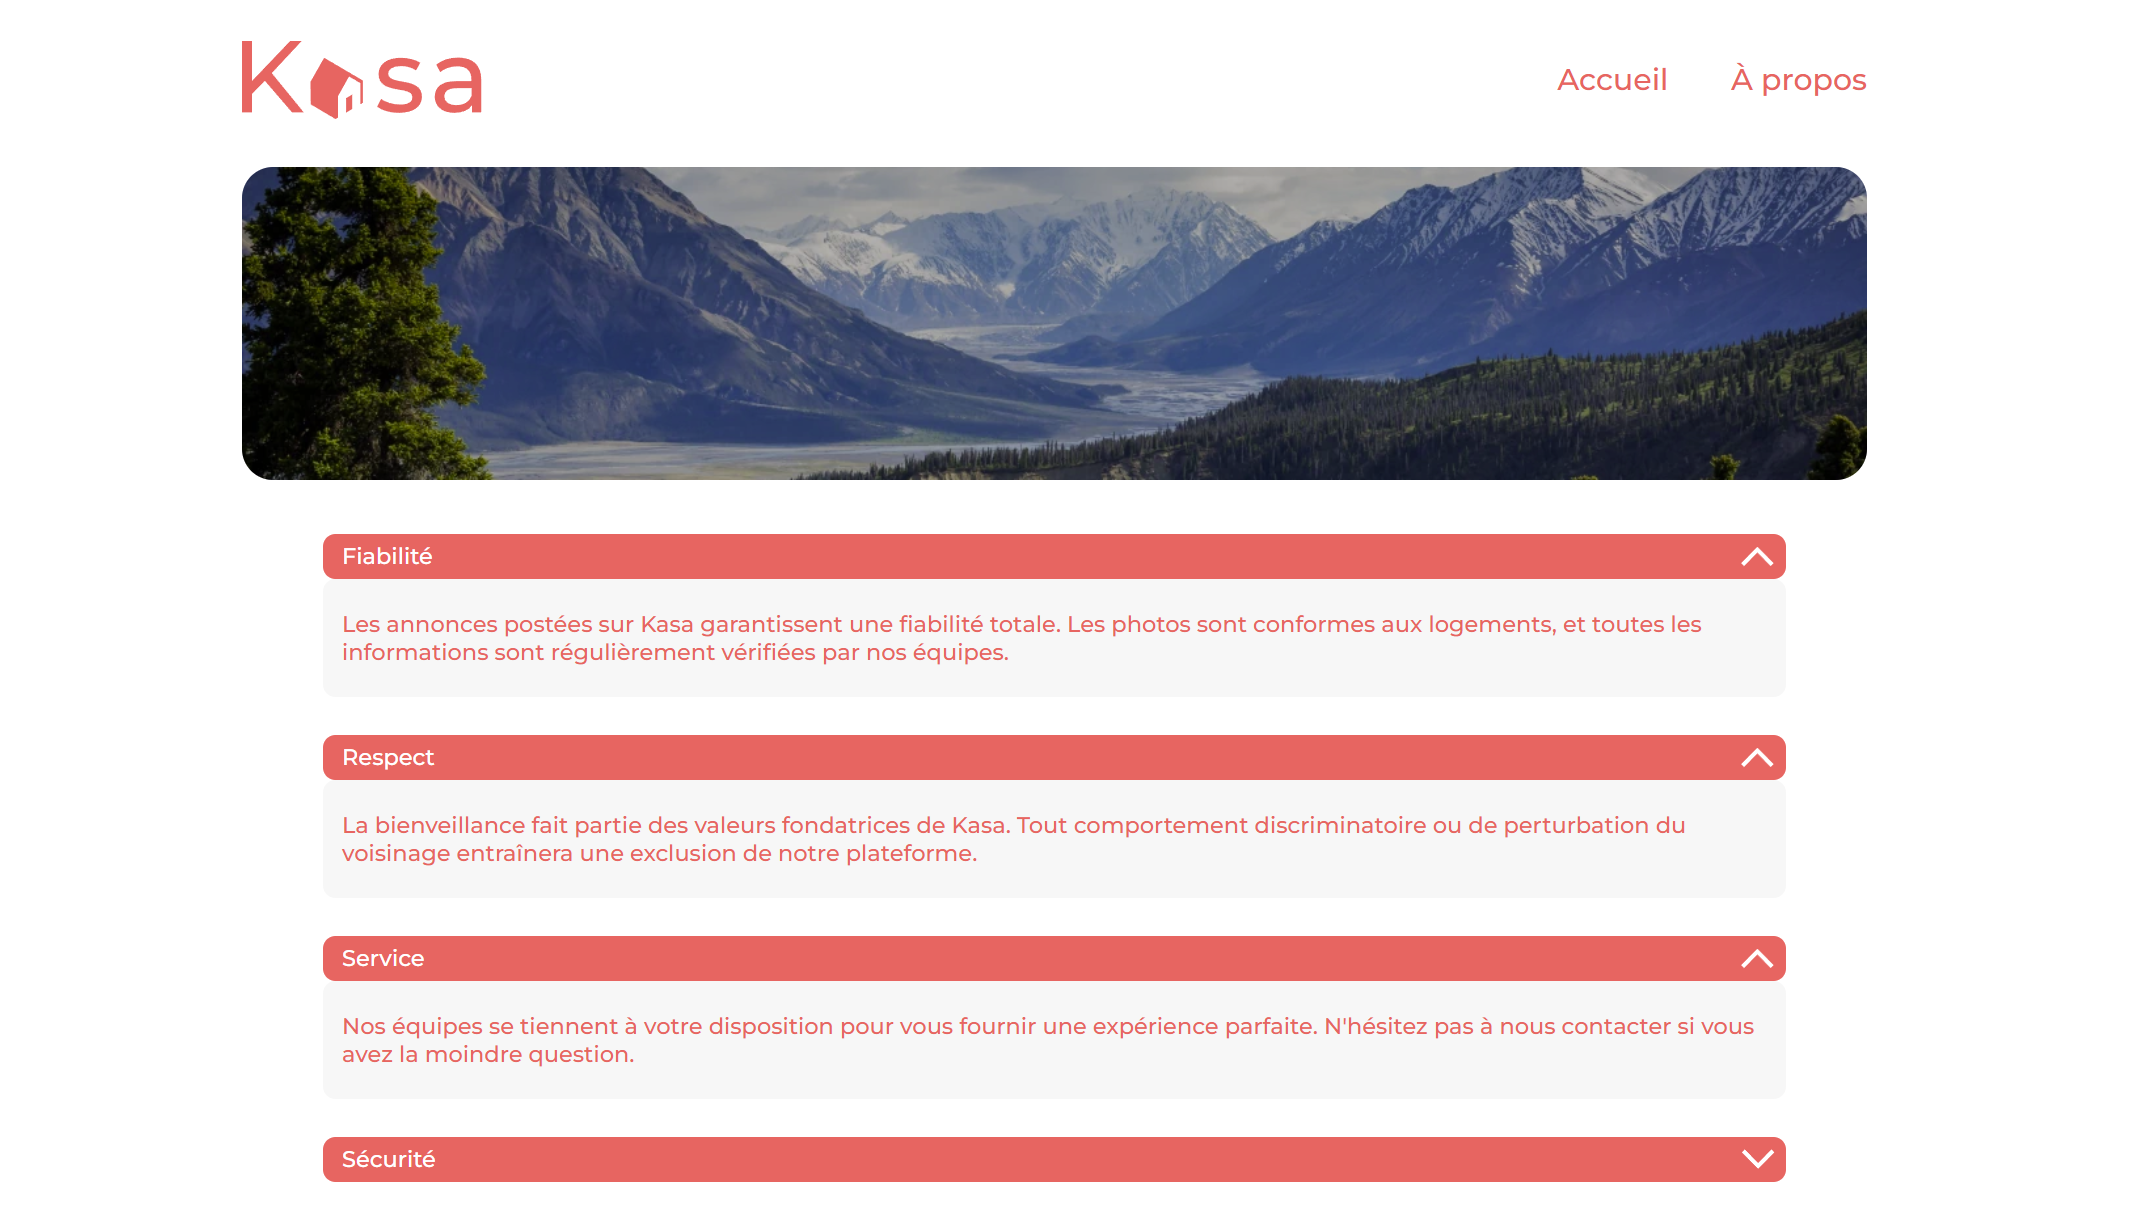 Kasa
Accueil À propos
Fiabilité
Les annonces postées sur Kasa garantissent une fiabilité totale. Les photos sont conformes aux logements, et toutes les
informations sont régulièrement vérifiées par nos équipes.
Respect
La bienveillance fait partie des valeurs fondatrices de Kasa. Tout comportement discriminatoire ou de perturbation du
voisinage entraînera une exclusion de notre plateforme.
Service
Nos équipes se tiennent à votre disposition pour vous fournir une expérience parfaite. N'hésitez pas à nous contacter si vous
avez la moindre question.
Sécurité